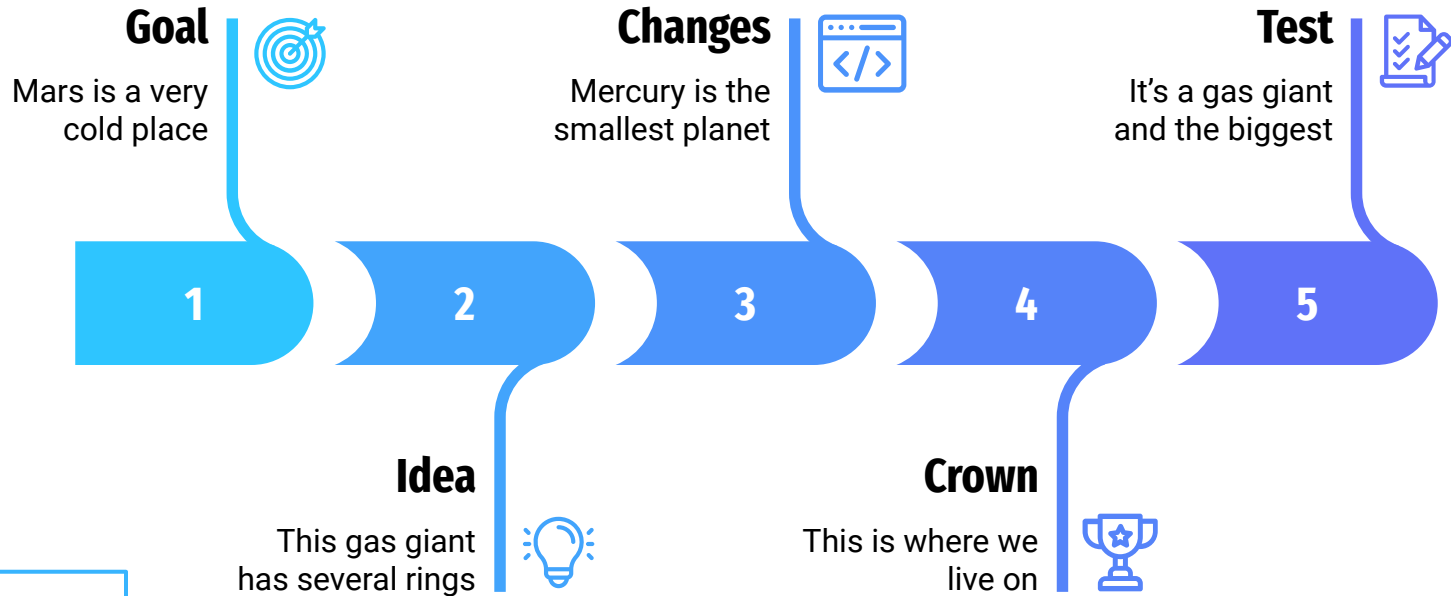 Goal
Mars is a very
cold place
Changes
Mercury is the
smallest planet
Test
It’s a gas giant
and the biggest
1
2
3
4
5
Idea
This gas giant
has several rings
Crown
This is where we
live on